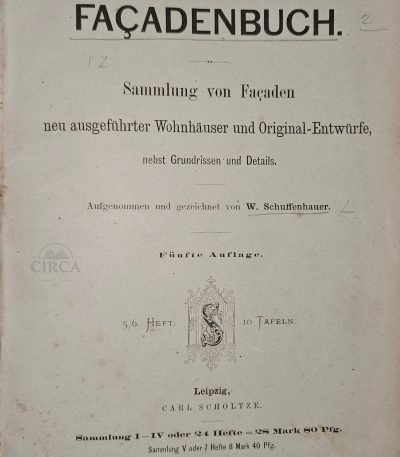 FAÇADENBUCH.
2
Sammlung von Façaden
neu ausgeführter Wohnhäuser und Original-Entwürfe,
nebst Grundrissen und Details.
Aufgenommen und gezeichnet von W. Schuffenhauer.
Fünfte Auflage.
CIRCA
5/6. HEFT. S 10 TAFELN.
Leipzig,
CARL SCHOLTZE.
Sammlung I–IV oder 24 Hefte – 28 Mark 80 Pfg.
Sammlung V oder 7 Hefte 8 Mark 40 Pfg.